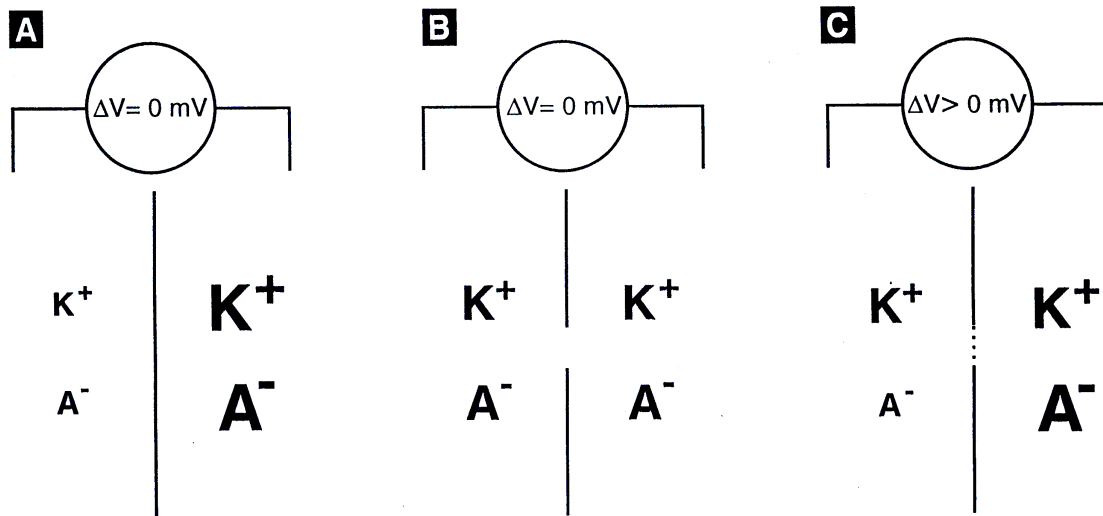 A
ΔV= 0 mV
K+
K+
A-
A-
B
ΔV= 0 mV
K+
K+
A-
A-
C
ΔV> 0 mV
K+
K+
A-
A-